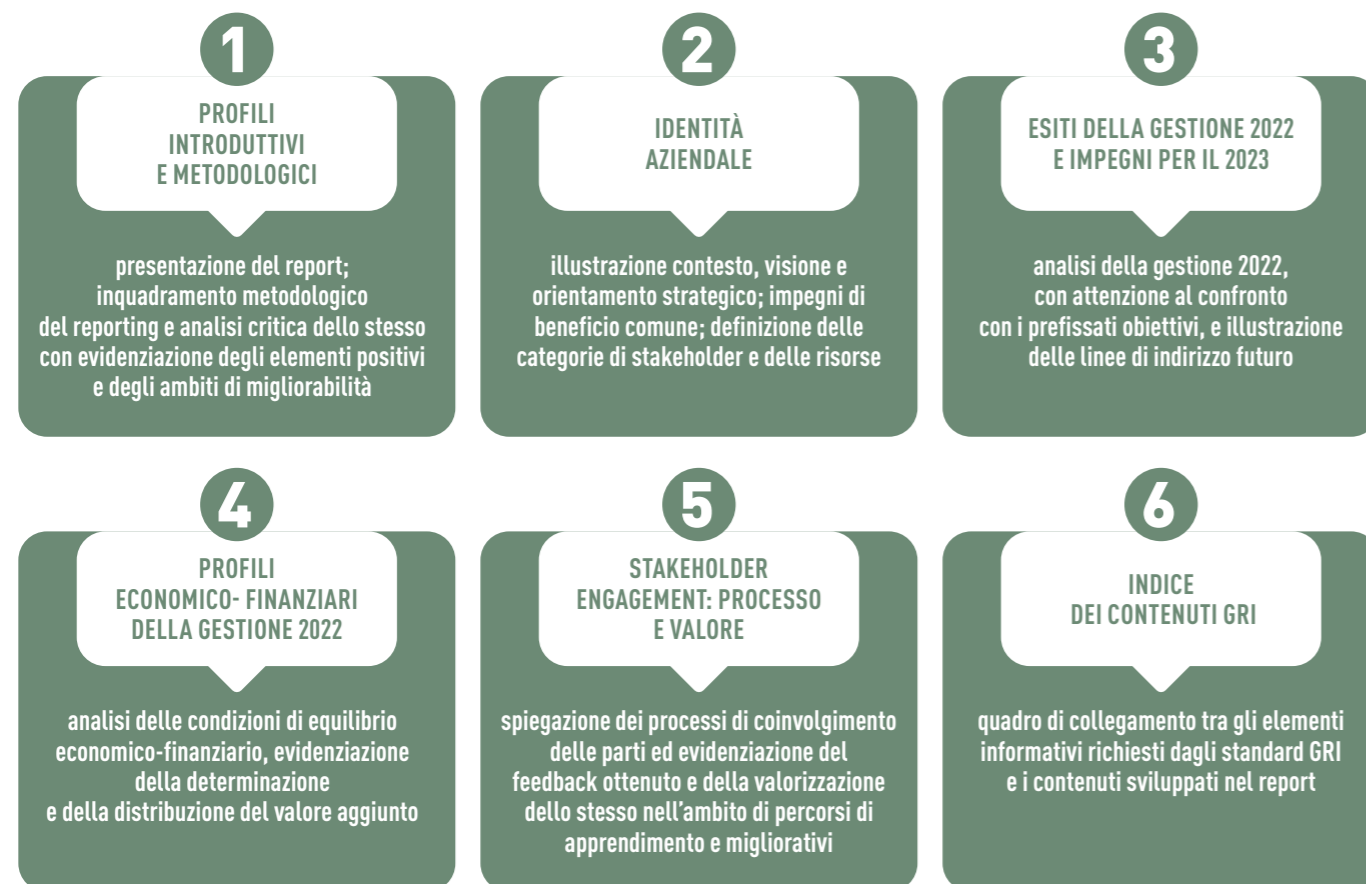 1
PROFILI
INTRODUTTIVI
E METODOLOGICI
presentazione del report;
inquadramento metodologico
del reporting e analisi critica dello stesso
con evidenziazione degli elementi positivi
e degli ambiti di migliorabilità
2
IDENTITÀ
AZIENDALE
illustrazione contesto, visione e
orientamento strategico; impegni di
beneficio comune; definizione delle
categorie di stakeholder e delle risorse
3
ESITI DELLA GESTIONE 2022
E IMPEGNI PER IL 2023
analisi della gestione 2022,
con attenzione al confronto
con i prefissati obiettivi, e illustrazione
delle linee di indirizzo futuro
4
PROFILI
ECONOMICO- FINANZIARI
DELLA GESTIONE 2022
analisi delle condizioni di equilibrio
economico-finanziario, evidenziazione
della determinazione
e della distribuzione del valore aggiunto
5
STAKEHOLDER
ENGAGEMENT: PROCESSO
E VALORE
spiegazione dei processi di coinvolgimento
delle parti ed evidenziazione del
feedback ottenuto e della valorizzazione
dello stesso nell'ambito di percorsi di
apprendimento e migliorativi
6
INDICE
DEI CONTENUTI GRI
quadro di collegamento tra gli elementi
informativi richiesti dagli standard GRI
e i contenuti sviluppati nel report